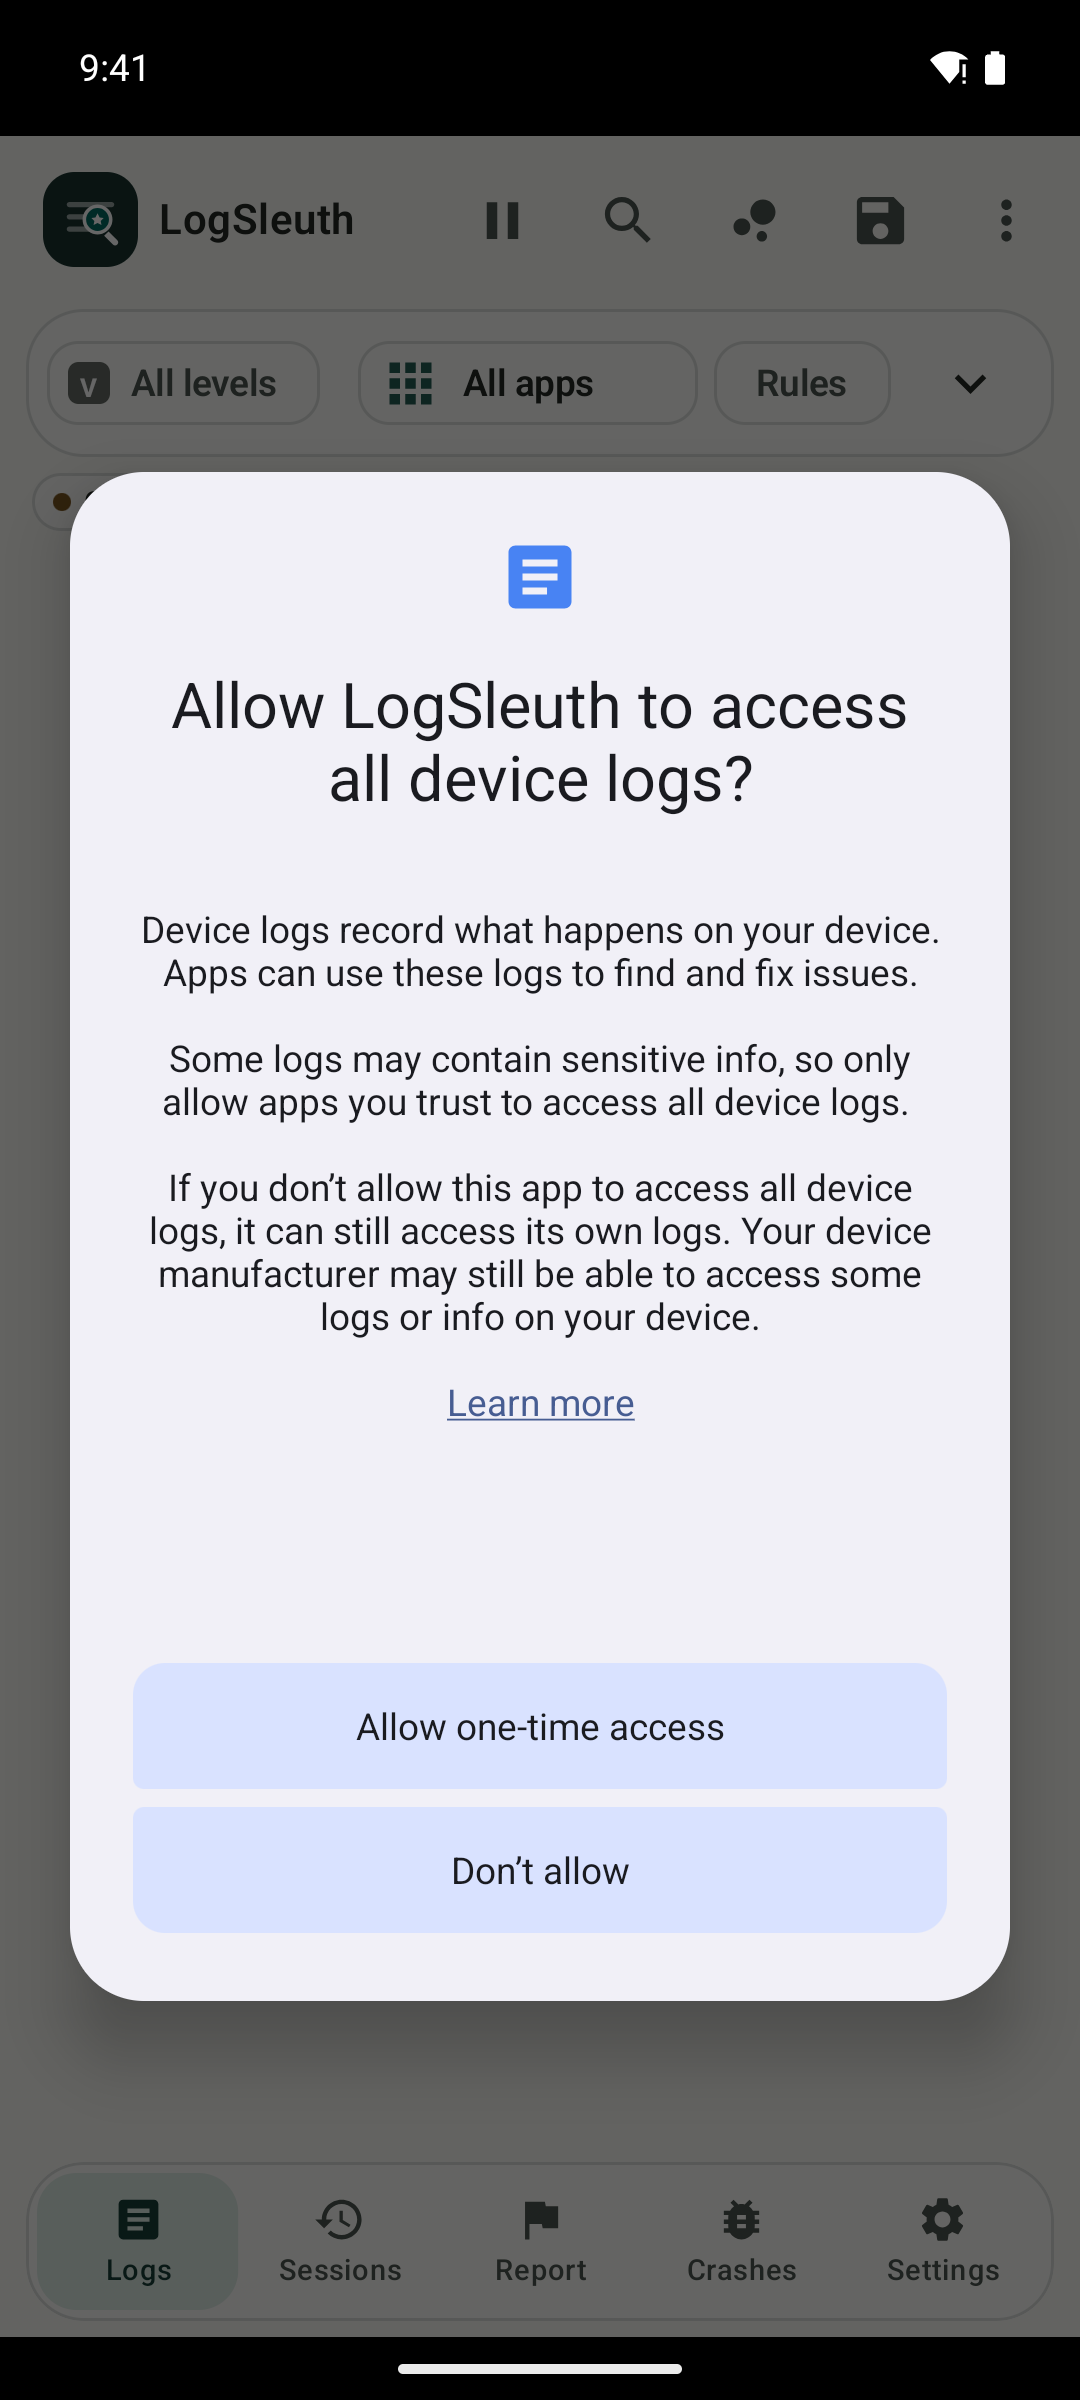 9:41
LogSleuth
v All levels
All apps
Rules
Allow LogSleuth to access
all device logs?
Device logs record what happens on your device.
Apps can use these logs to find and fix issues.
Some logs may contain sensitive info, so only
allow apps you trust to access all device logs.
If you don’t allow this app to access all device
logs, it can still access its own logs. Your device
manufacturer may still be able to access some
logs or info on your device.
Learn more
Allow one-time access
Don’t allow
Logs
Sessions
Report
Crashes
Settings